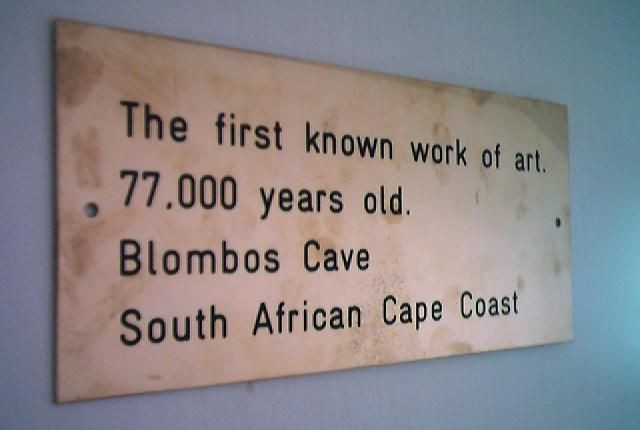 The first known work of art.
77.000 years old.
Blombos Cave
South African Cape Coast